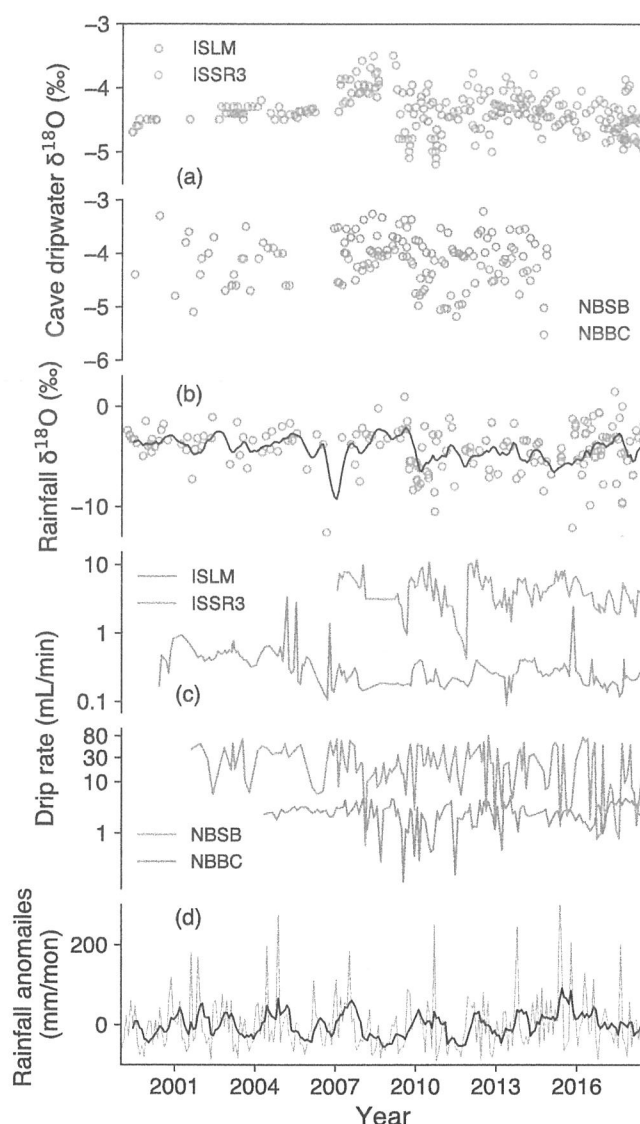 Cave dripwater δ¹⁸O (‰)
−3
−4
−5
ISLM
ISSR3
(a)
−3
−4
−5
−6
NBSB
NBBC
Rainfall δ¹⁸O (‰)
0
−10
(b)
Drip rate (mL/min)
10
1
0.1
ISLM
ISSR3
(c)
80
30
10
1
NBSB
NBBC
Rainfall anomailes
(mm/mon)
200
0
(d)
2001 2004 2007 2010 2013 2016
Year